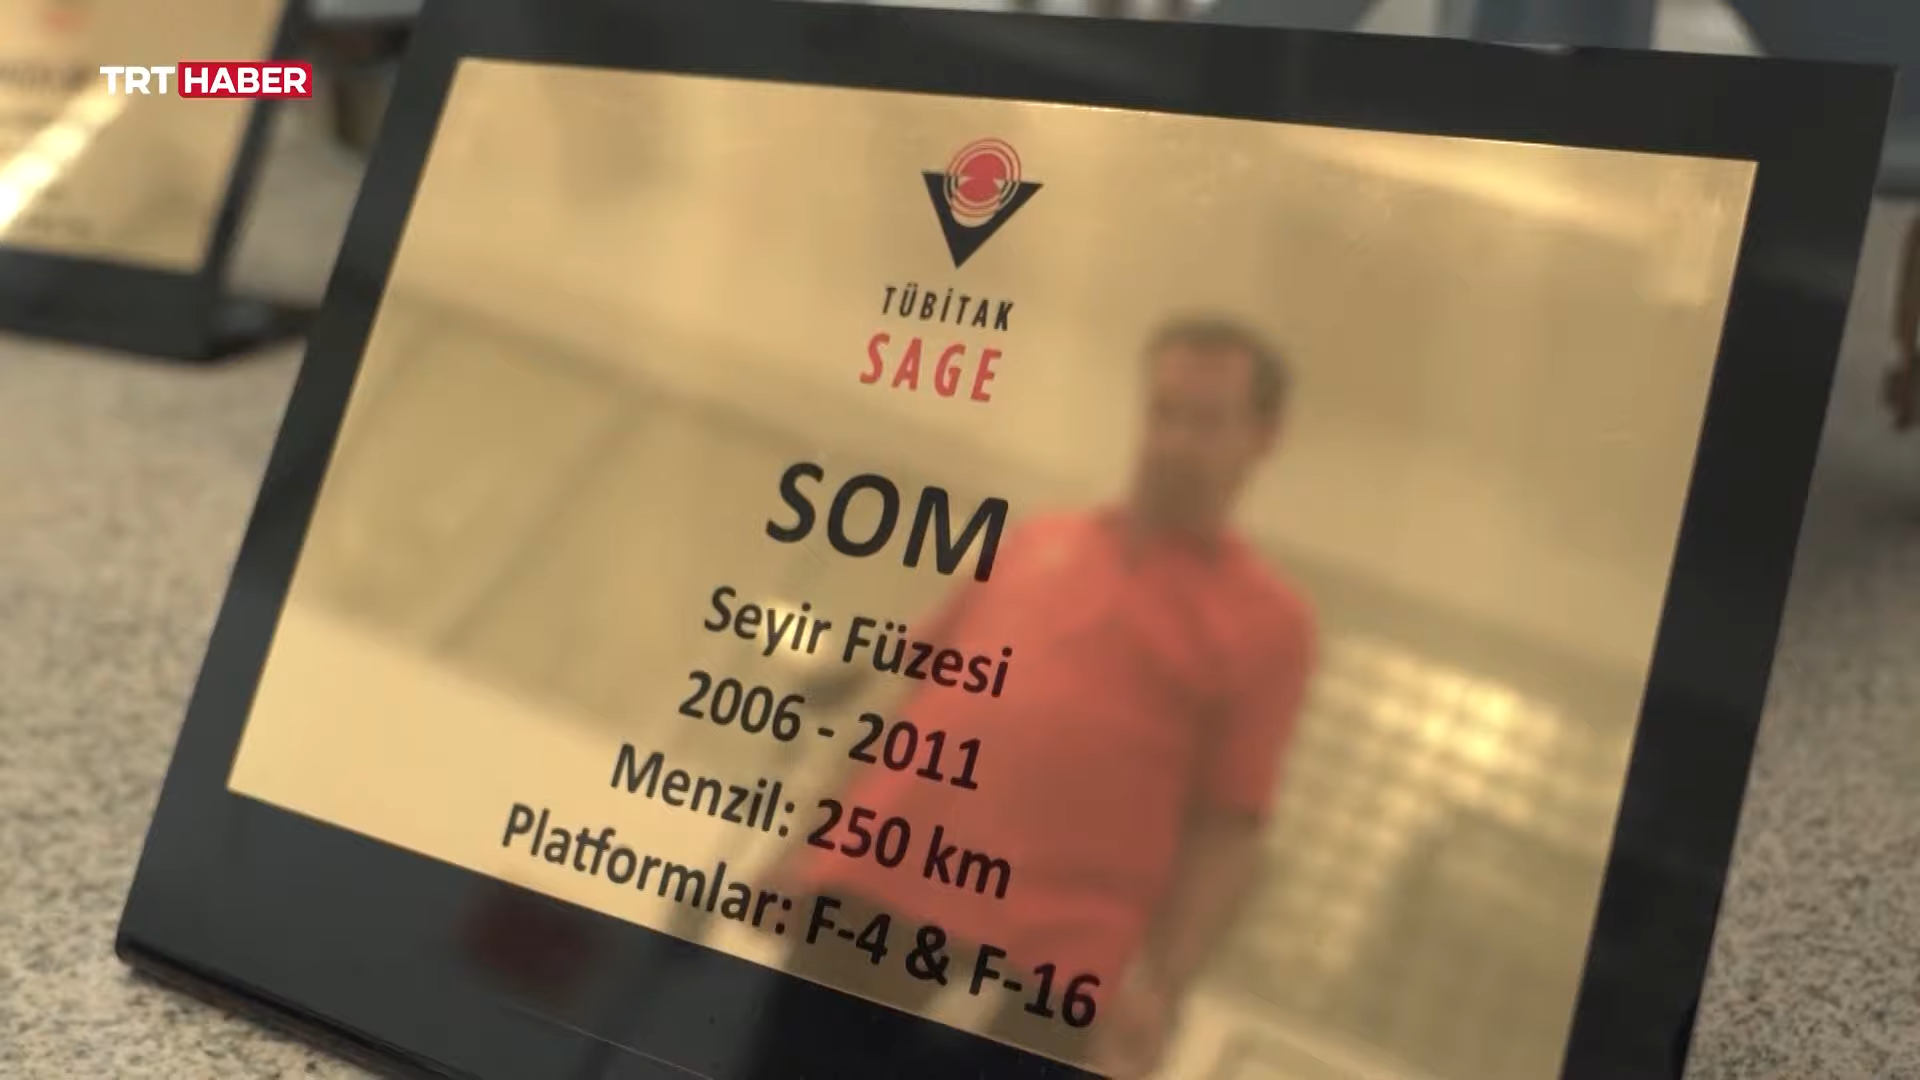 TRT HABER
TÜBİTAK
SAGE
SOM
Seyir Füzesi
2006 - 2011
Menzil: 250 km
Platformlar: F-4 & F-16